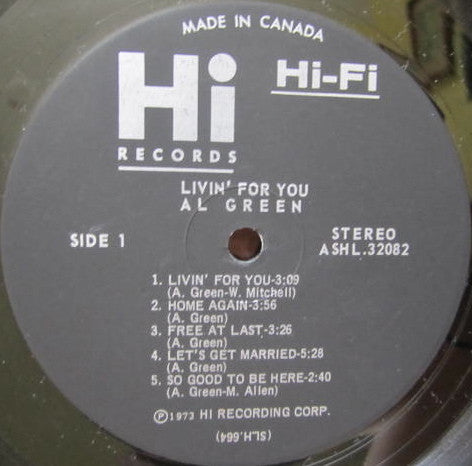 MADE IN CANADA
Hi
RECORDS
Hi-Fi
LIVIN' FOR YOU
AL GREEN
SIDE 1
STEREO
ASHL.32082
1. LIVIN' FOR YOU-3:09
(A. Green-W. Mitchell)
2. HOME AGAIN-3:56
(A. Green)
3. FREE AT LAST-3:26
(A. Green)
4. LET'S GET MARRIED-5:28
(A. Green)
5. SO GOOD TO BE HERE-2:40
(A. Green-M. Allen)
Ⓟ1973 HI RECORDING CORP.
(SLH.664)